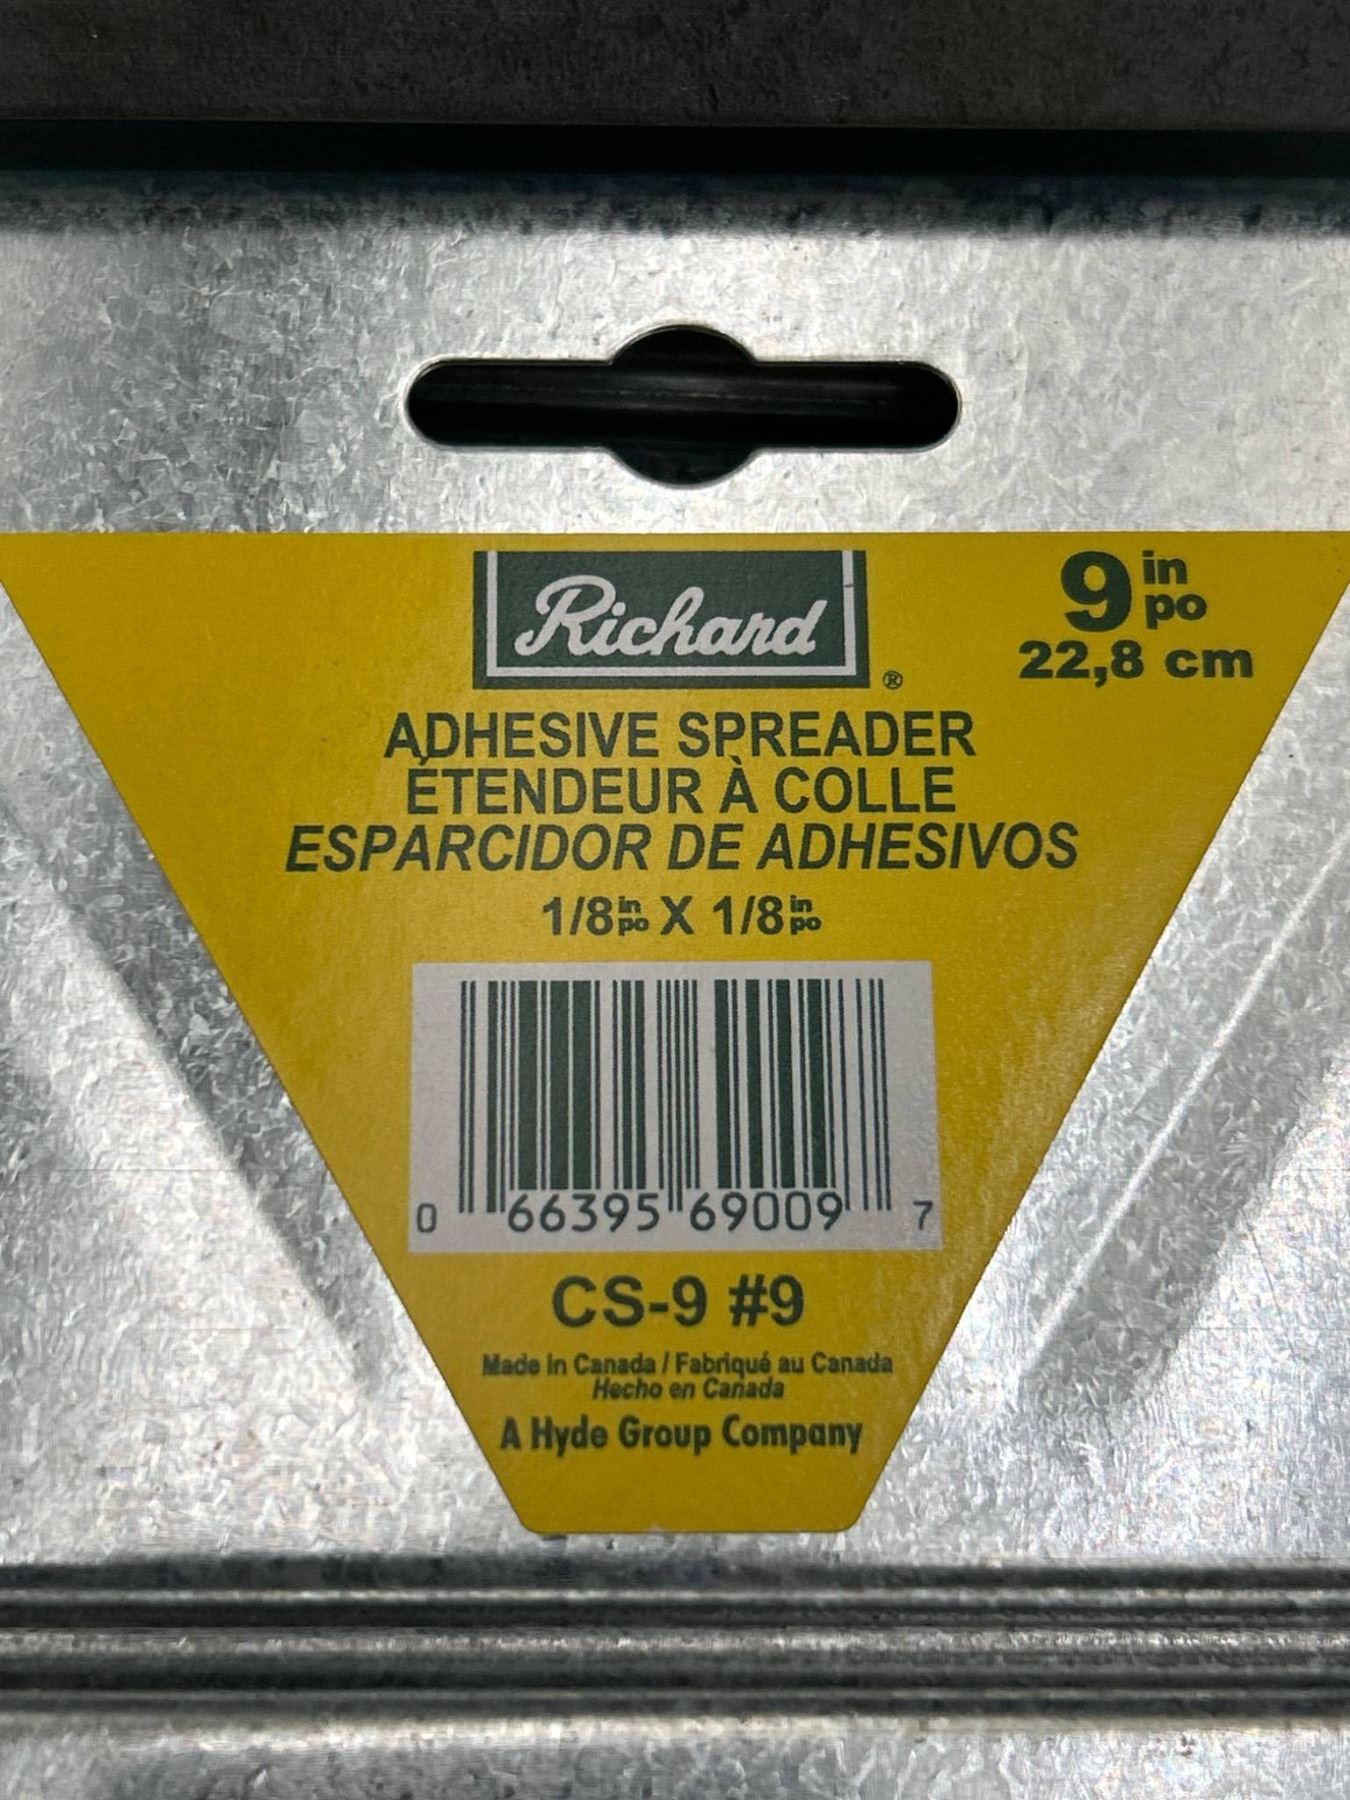 Richard®
9 in
po
22,8 cm
ADHESIVE SPREADER
ÉTENDEUR À COLLE
ESPARCIDOR DE ADHESIVOS
1/8 in po X 1/8 in po
0 66395 69009 7
CS-9 #9
Made in Canada / Fabriqué au Canada
Hecho en Canada
A Hyde Group Company